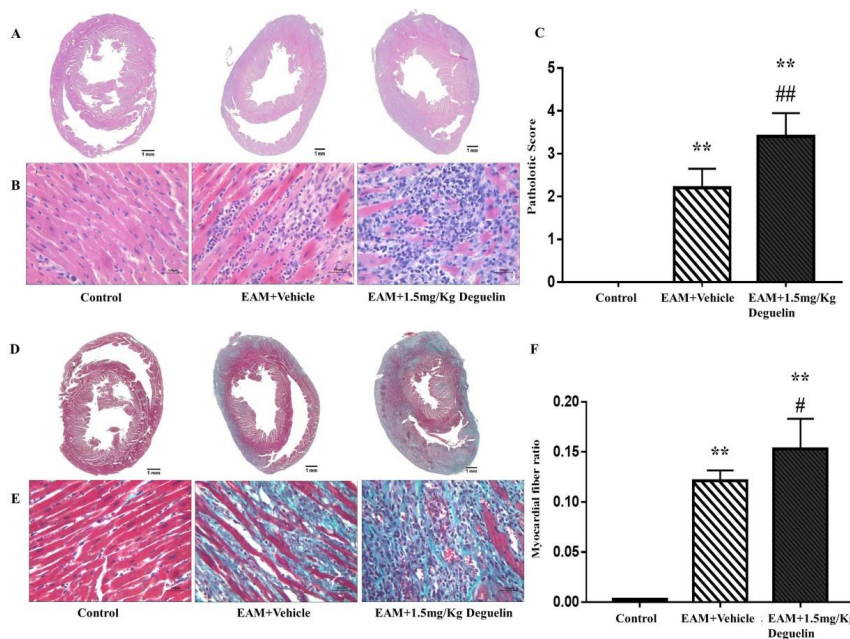 A
1 mm
1 mm
1 mm
B
Control
EAM+Vehicle
EAM+1.5mg/Kg Deguelin
C
Patholotic Score
5
4
3
2
1
0
**
**
##
Control
EAM+Vehicle
EAM+1.5mg/Kg
Deguelin
D
1 mm
1 mm
1 mm
E
Control
EAM+Vehicle
EAM+1.5mg/Kg Deguelin
F
Myocardial fiber ratio
0.20
0.15
0.10
0.05
0.00
**
**
#
Control
EAM+Vehicle
EAM+1.5mg/Kg
Deguelin